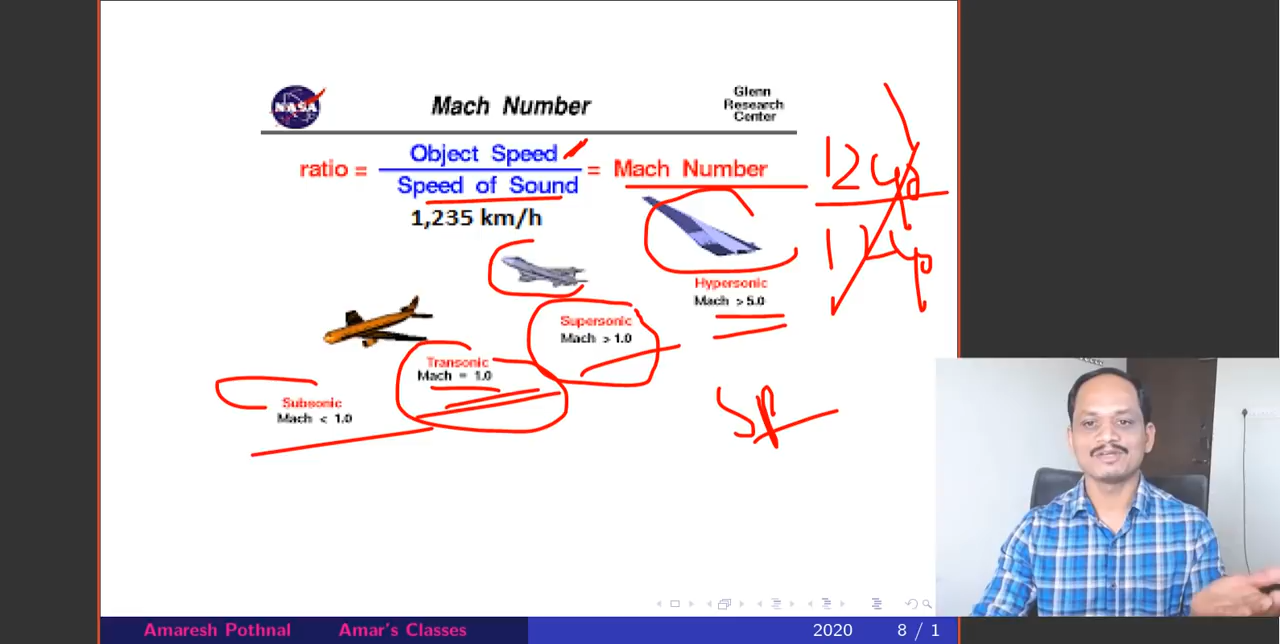 NASA
Mach Number
Glenn
Research
Center
ratio = Object Speed / Speed of Sound = Mach Number
1,235 km/h
1240
1240
Hypersonic
Mach > 5.0
Supersonic
Mach > 1.0
Transonic
Mach = 1.0
Subsonic
Mach < 1.0
Amaresh Pothnal Amar's Classes 2020 8 / 1